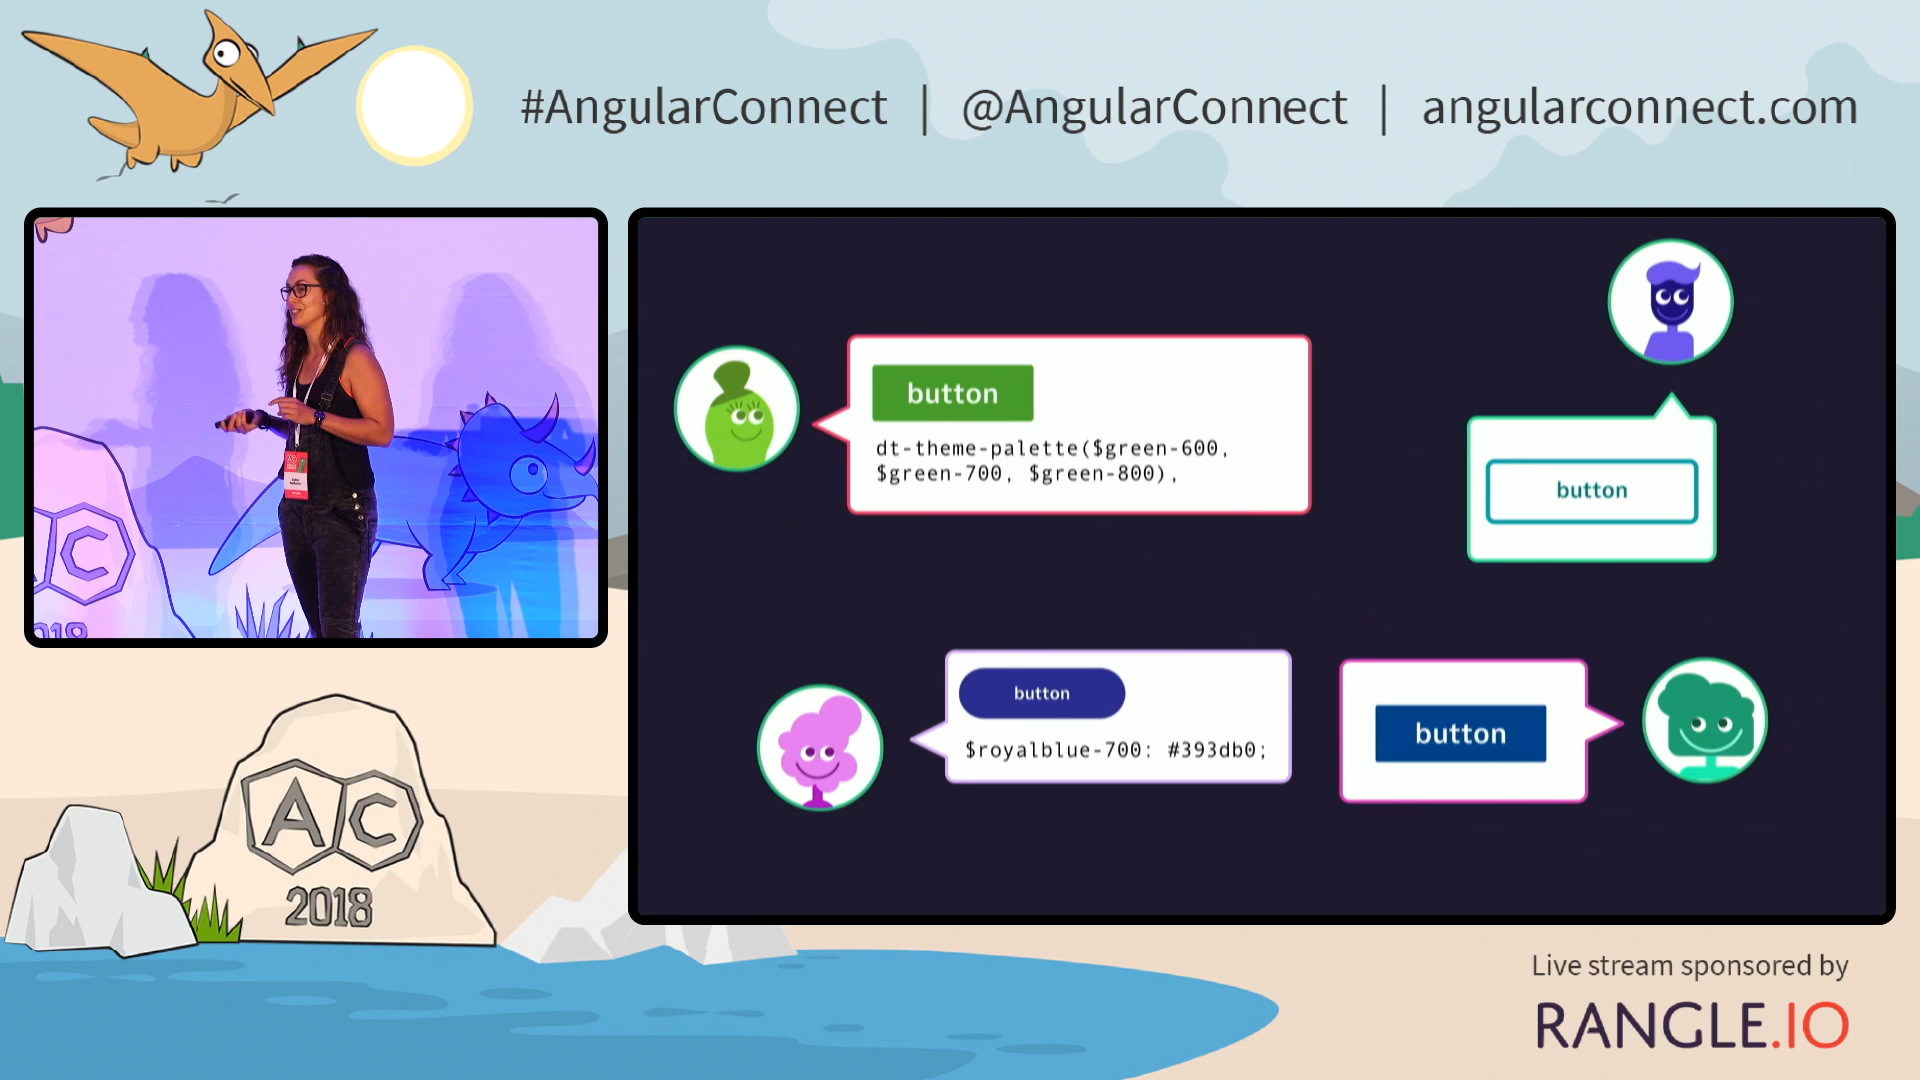 #AngularConnect | @AngularConnect | angularconnect.com
button
dt-theme-palette($green-600,
$green-700, $green-800),
button
button
$royalblue-700: #393db0;
button
AC
2018
Live stream sponsored by
RANGLE.IO